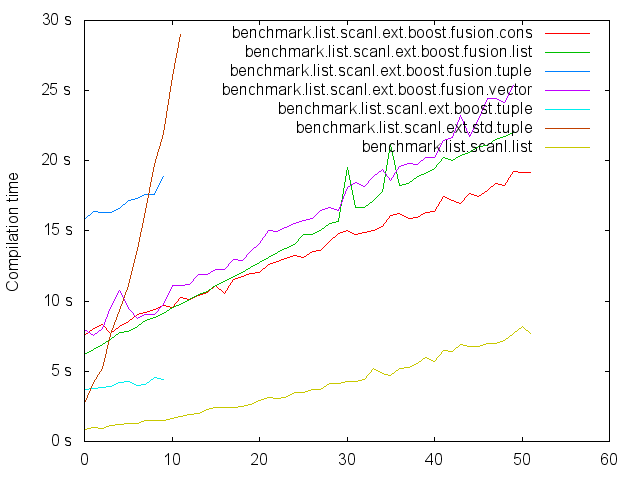 30 s
25 s
20 s
15 s
10 s
5 s
0 s
Compilation time
benchmark.list.scanl.ext.boost.fusion.cons
benchmark.list.scanl.ext.boost.fusion.list
benchmark.list.scanl.ext.boost.fusion.tuple
benchmark.list.scanl.ext.boost.fusion.vector
benchmark.list.scanl.ext.boost.tuple
benchmark.list.scanl.ext.std.tuple
benchmark.list.scanl.list
0 10 20 30 40 50 60